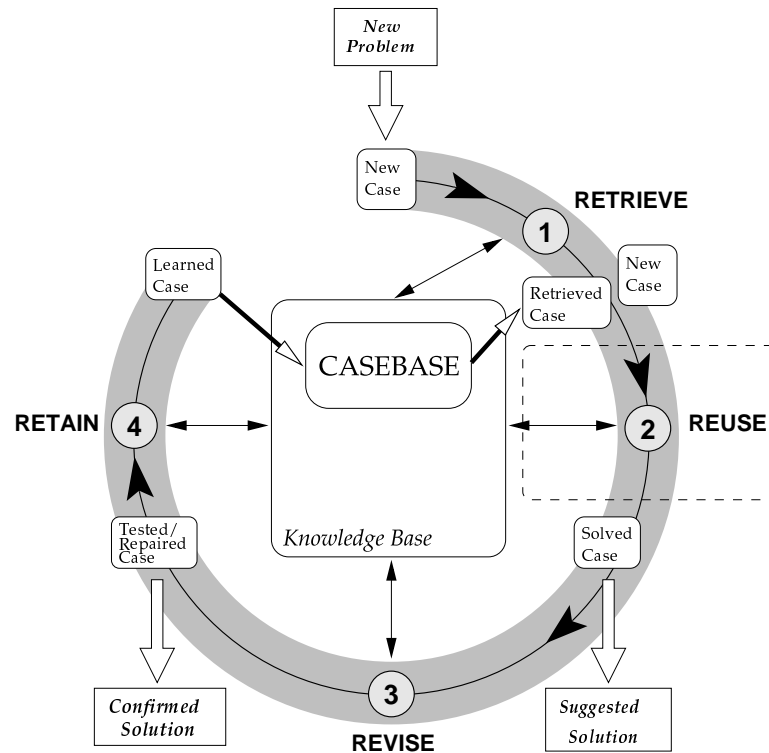 New
Problem
New
Case
RETRIEVE
1
New
Case
Learned
Case
Retrieved
Case
CASEBASE
RETAIN
4
2
REUSE
Tested/
Repaired
Case
Knowledge Base
Solved
Case
3
Confirmed
Solution
Suggested
Solution
REVISE